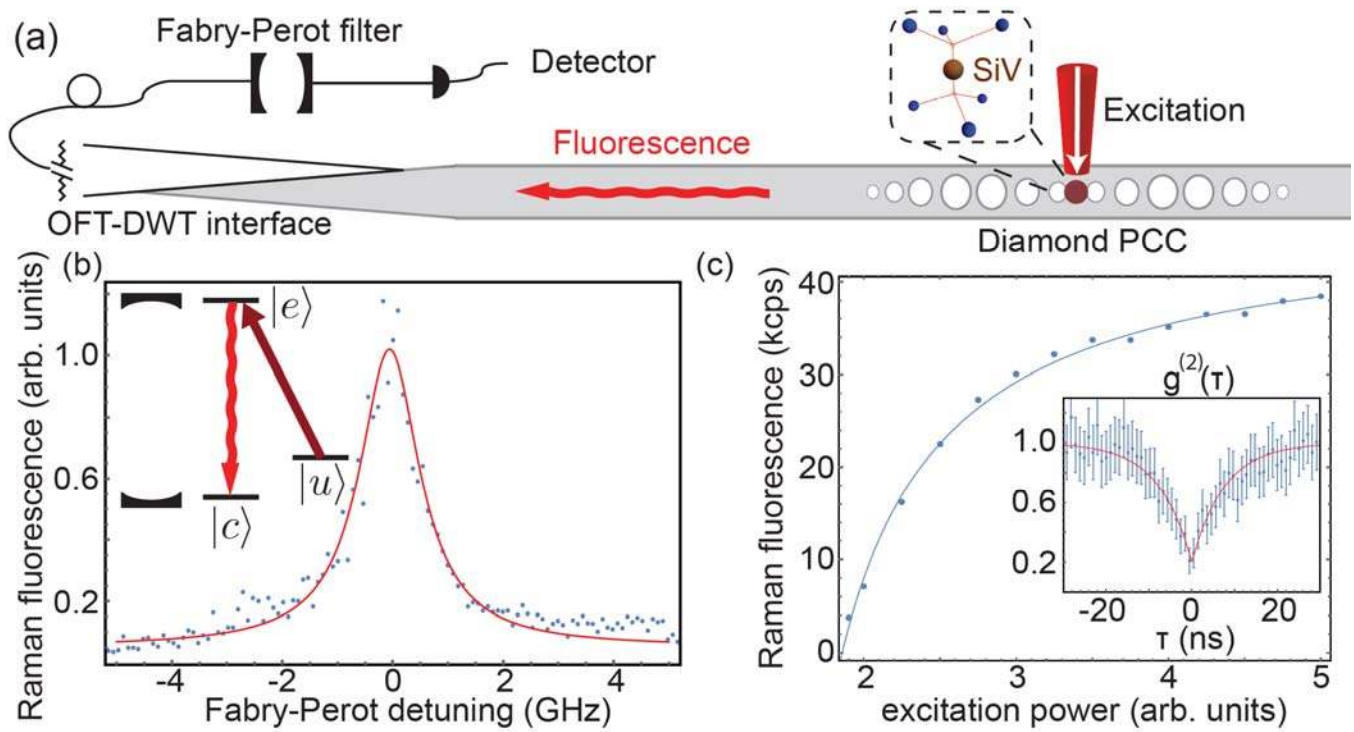 (a)
Fabry-Perot filter
Detector
SiV
Excitation
Fluorescence
OFT-DWT interface
Diamond PCC
(b)
Raman fluorescence (arb. units)
1.0
0.6
0.2
|e⟩
|u⟩
|c⟩
-4 -2 0 2 4
Fabry-Perot detuning (GHz)
(c)
Raman fluorescence (kcps)
40
30
20
10
0
g(2)(τ)
1.0
0.6
0.2
-20 0 20
τ (ns)
2 3 4 5
excitation power (arb. units)